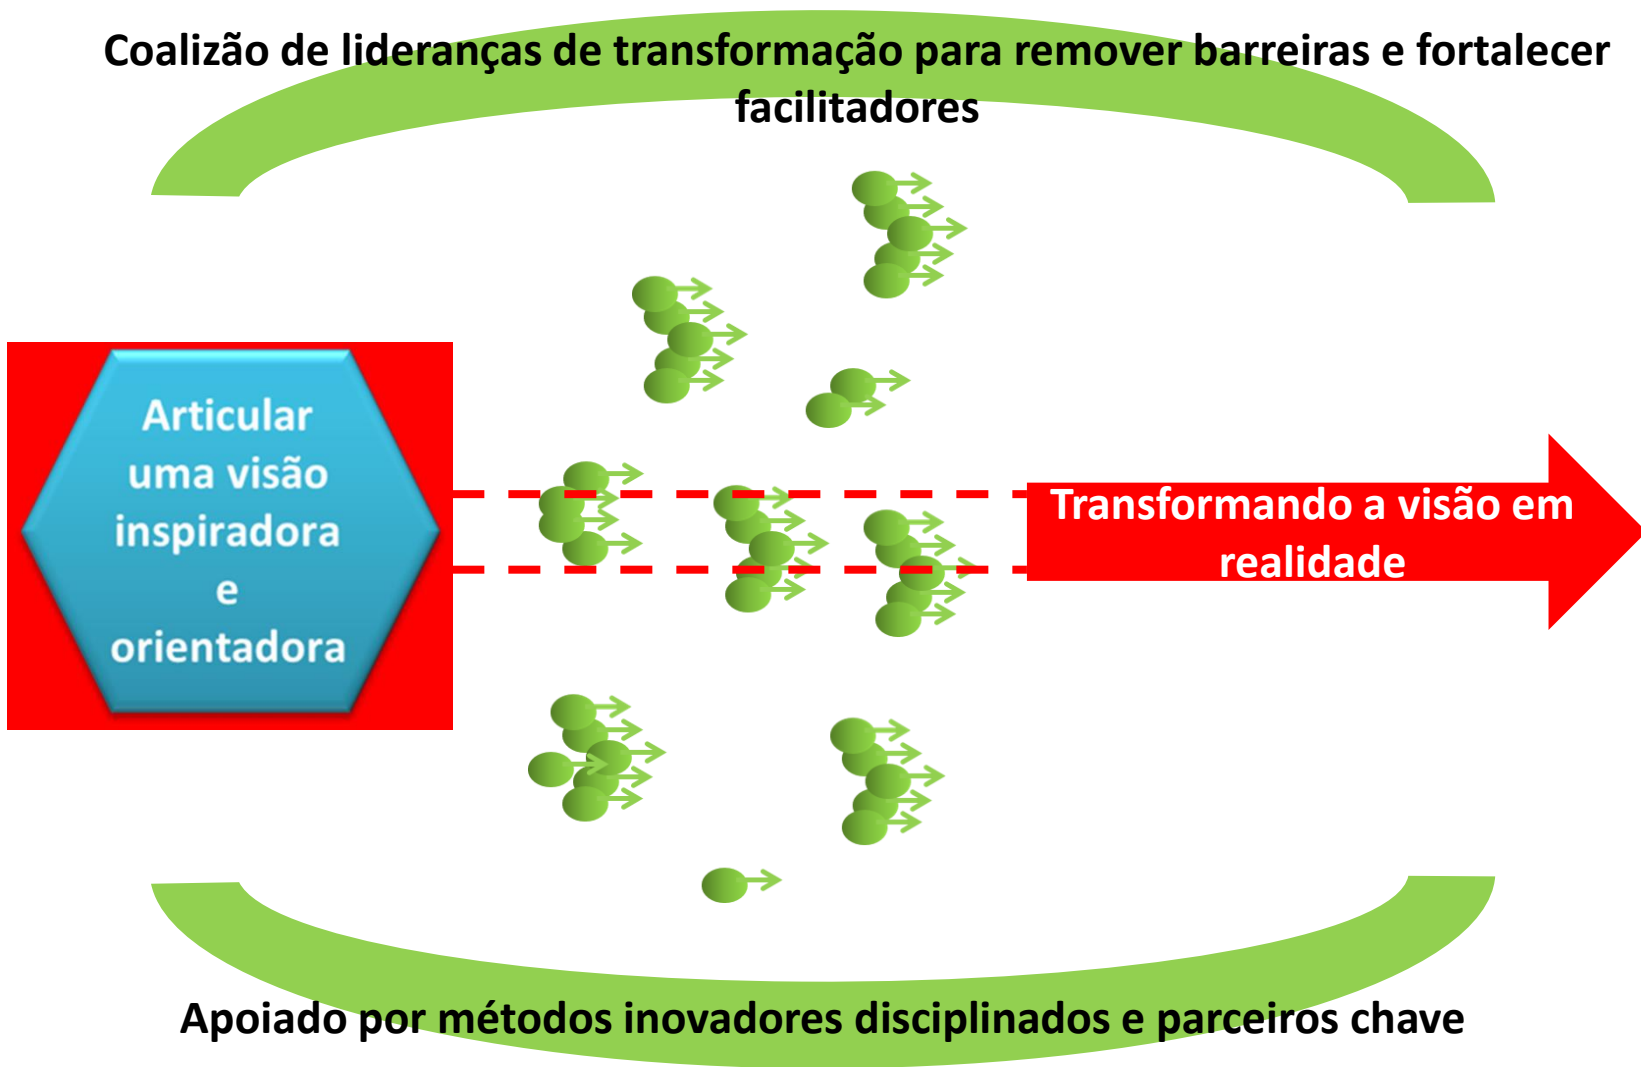 Coalizão de lideranças de transformação para remover barreiras e fortalecer
facilitadores
Articular
uma visão
inspiradora
e
orientadora
Transformando a visão em
realidade
Apoiado por métodos inovadores disciplinados e parceiros chave